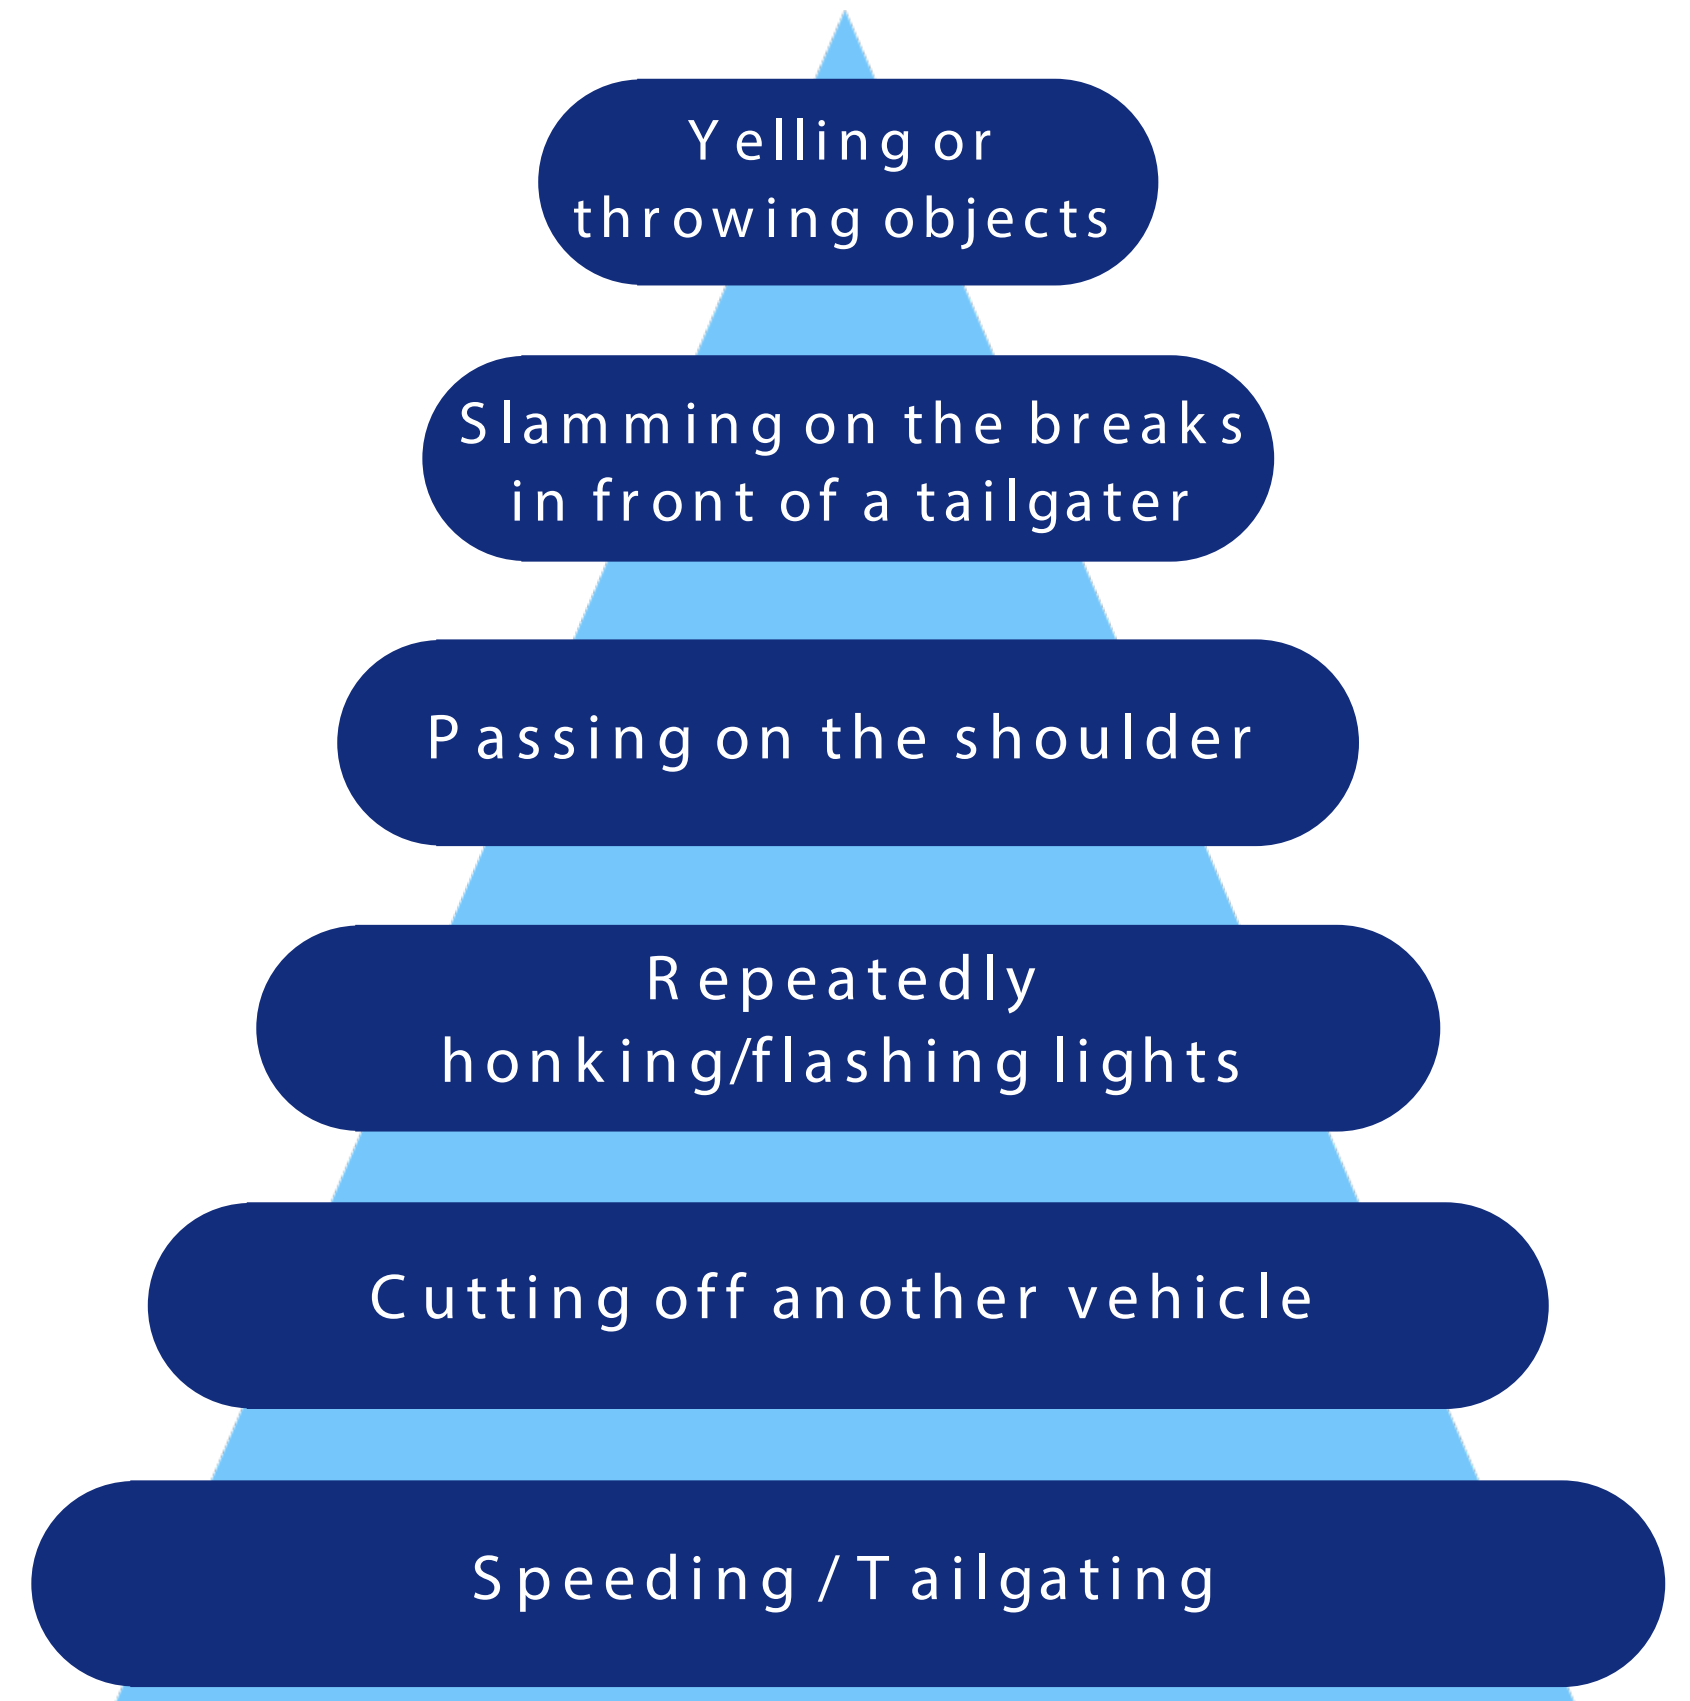 Yelling or
throwing objects
Slamming on the breaks
in front of a tailgater
Passing on the shoulder
Repeatedly
honking/flashing lights
Cutting off another vehicle
Speeding / Tailgating